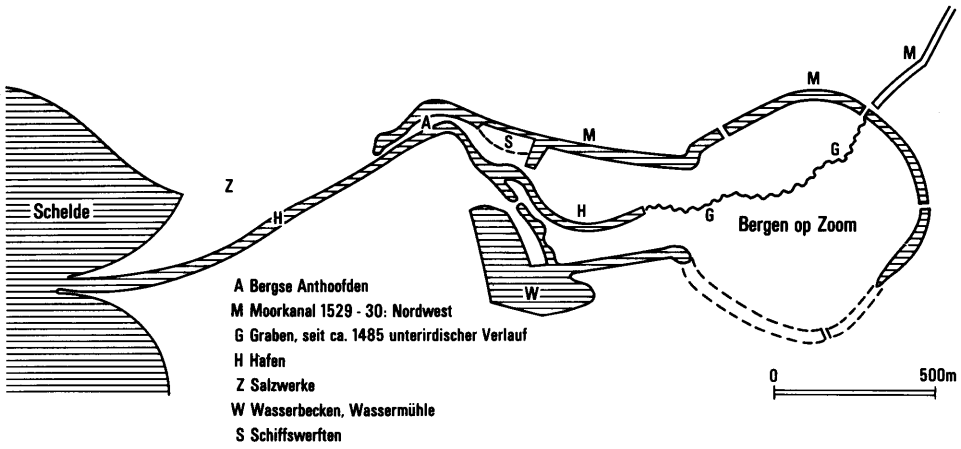 M
M
A
M
S
G
Z
Schelde
H
H
G
Bergen op Zoom
W
A Bergse Anthoofden
M Moorkanal 1529 - 30: Nordwest
G Graben, seit ca. 1485 unterirdischer Verlauf
H Hafen
Z Salzwerke
W Wasserbecken, Wassermühle
S Schiffswerften
0 500m